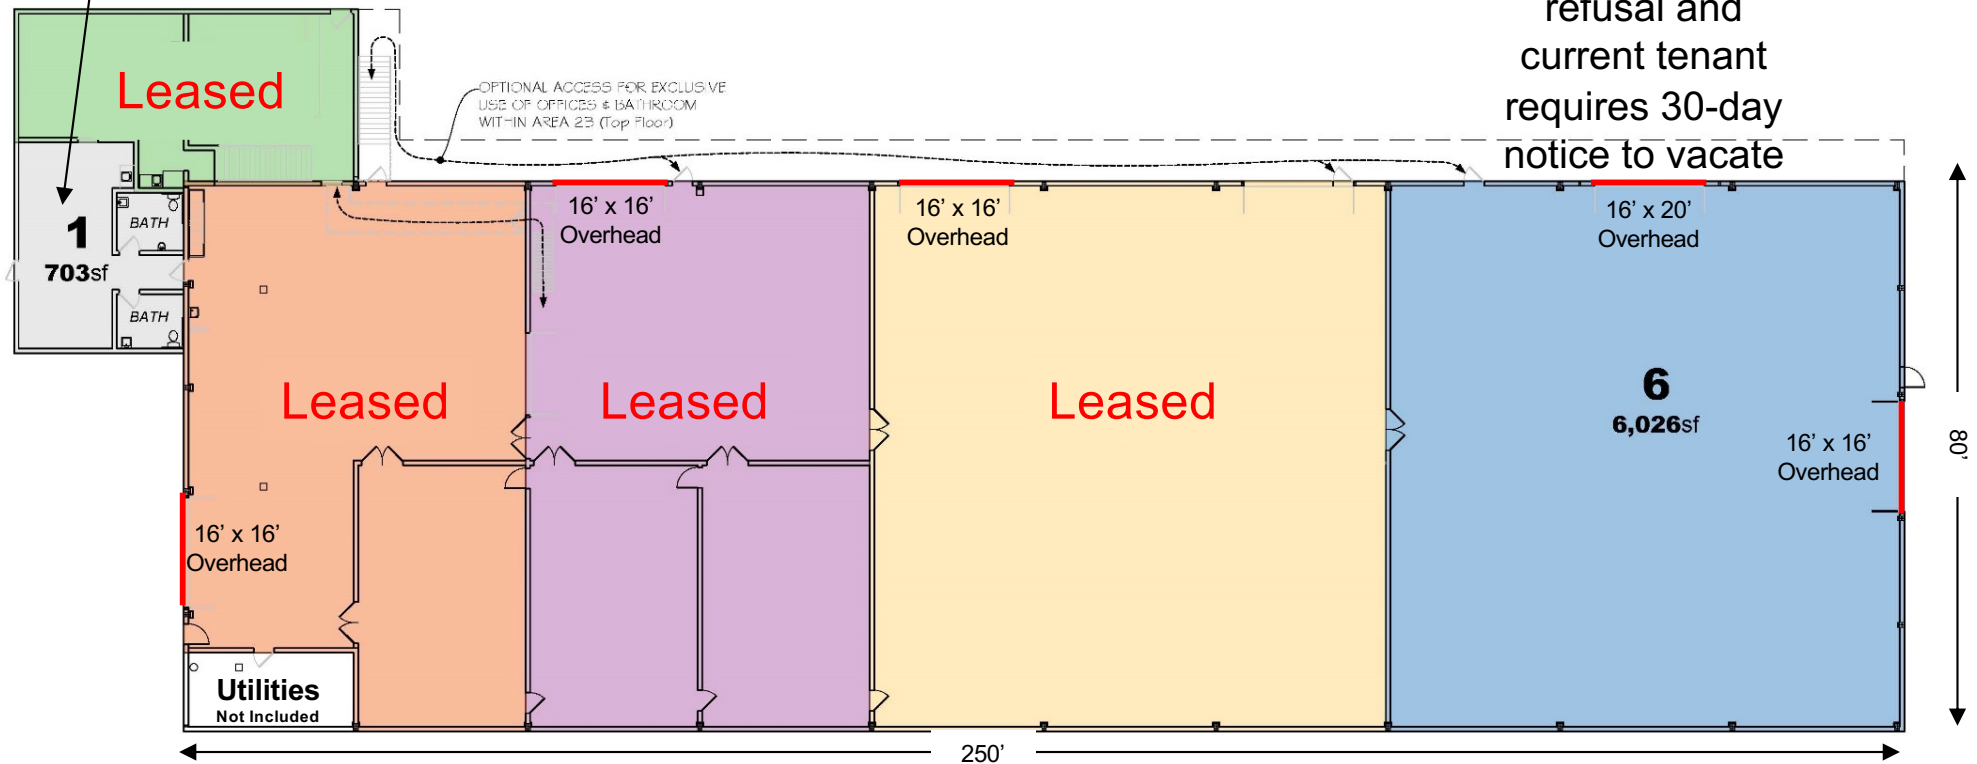 refusal and
current tenant
requires 30-day
notice to vacate
Leased
OPTIONAL ACCESS FOR EXCLUSIVE
USE OF OFFICES & BATHROOM
WITHIN AREA 2B (Top Floor)
1
703sf
BATH
BATH
16’ x 16’
Overhead
16’ x 16’
Overhead
16’ x 20’
Overhead
Leased
Leased
Leased
6
6,026sf
16’ x 16’
Overhead
80’
16’ x 16’
Overhead
Utilities
Not Included
250’